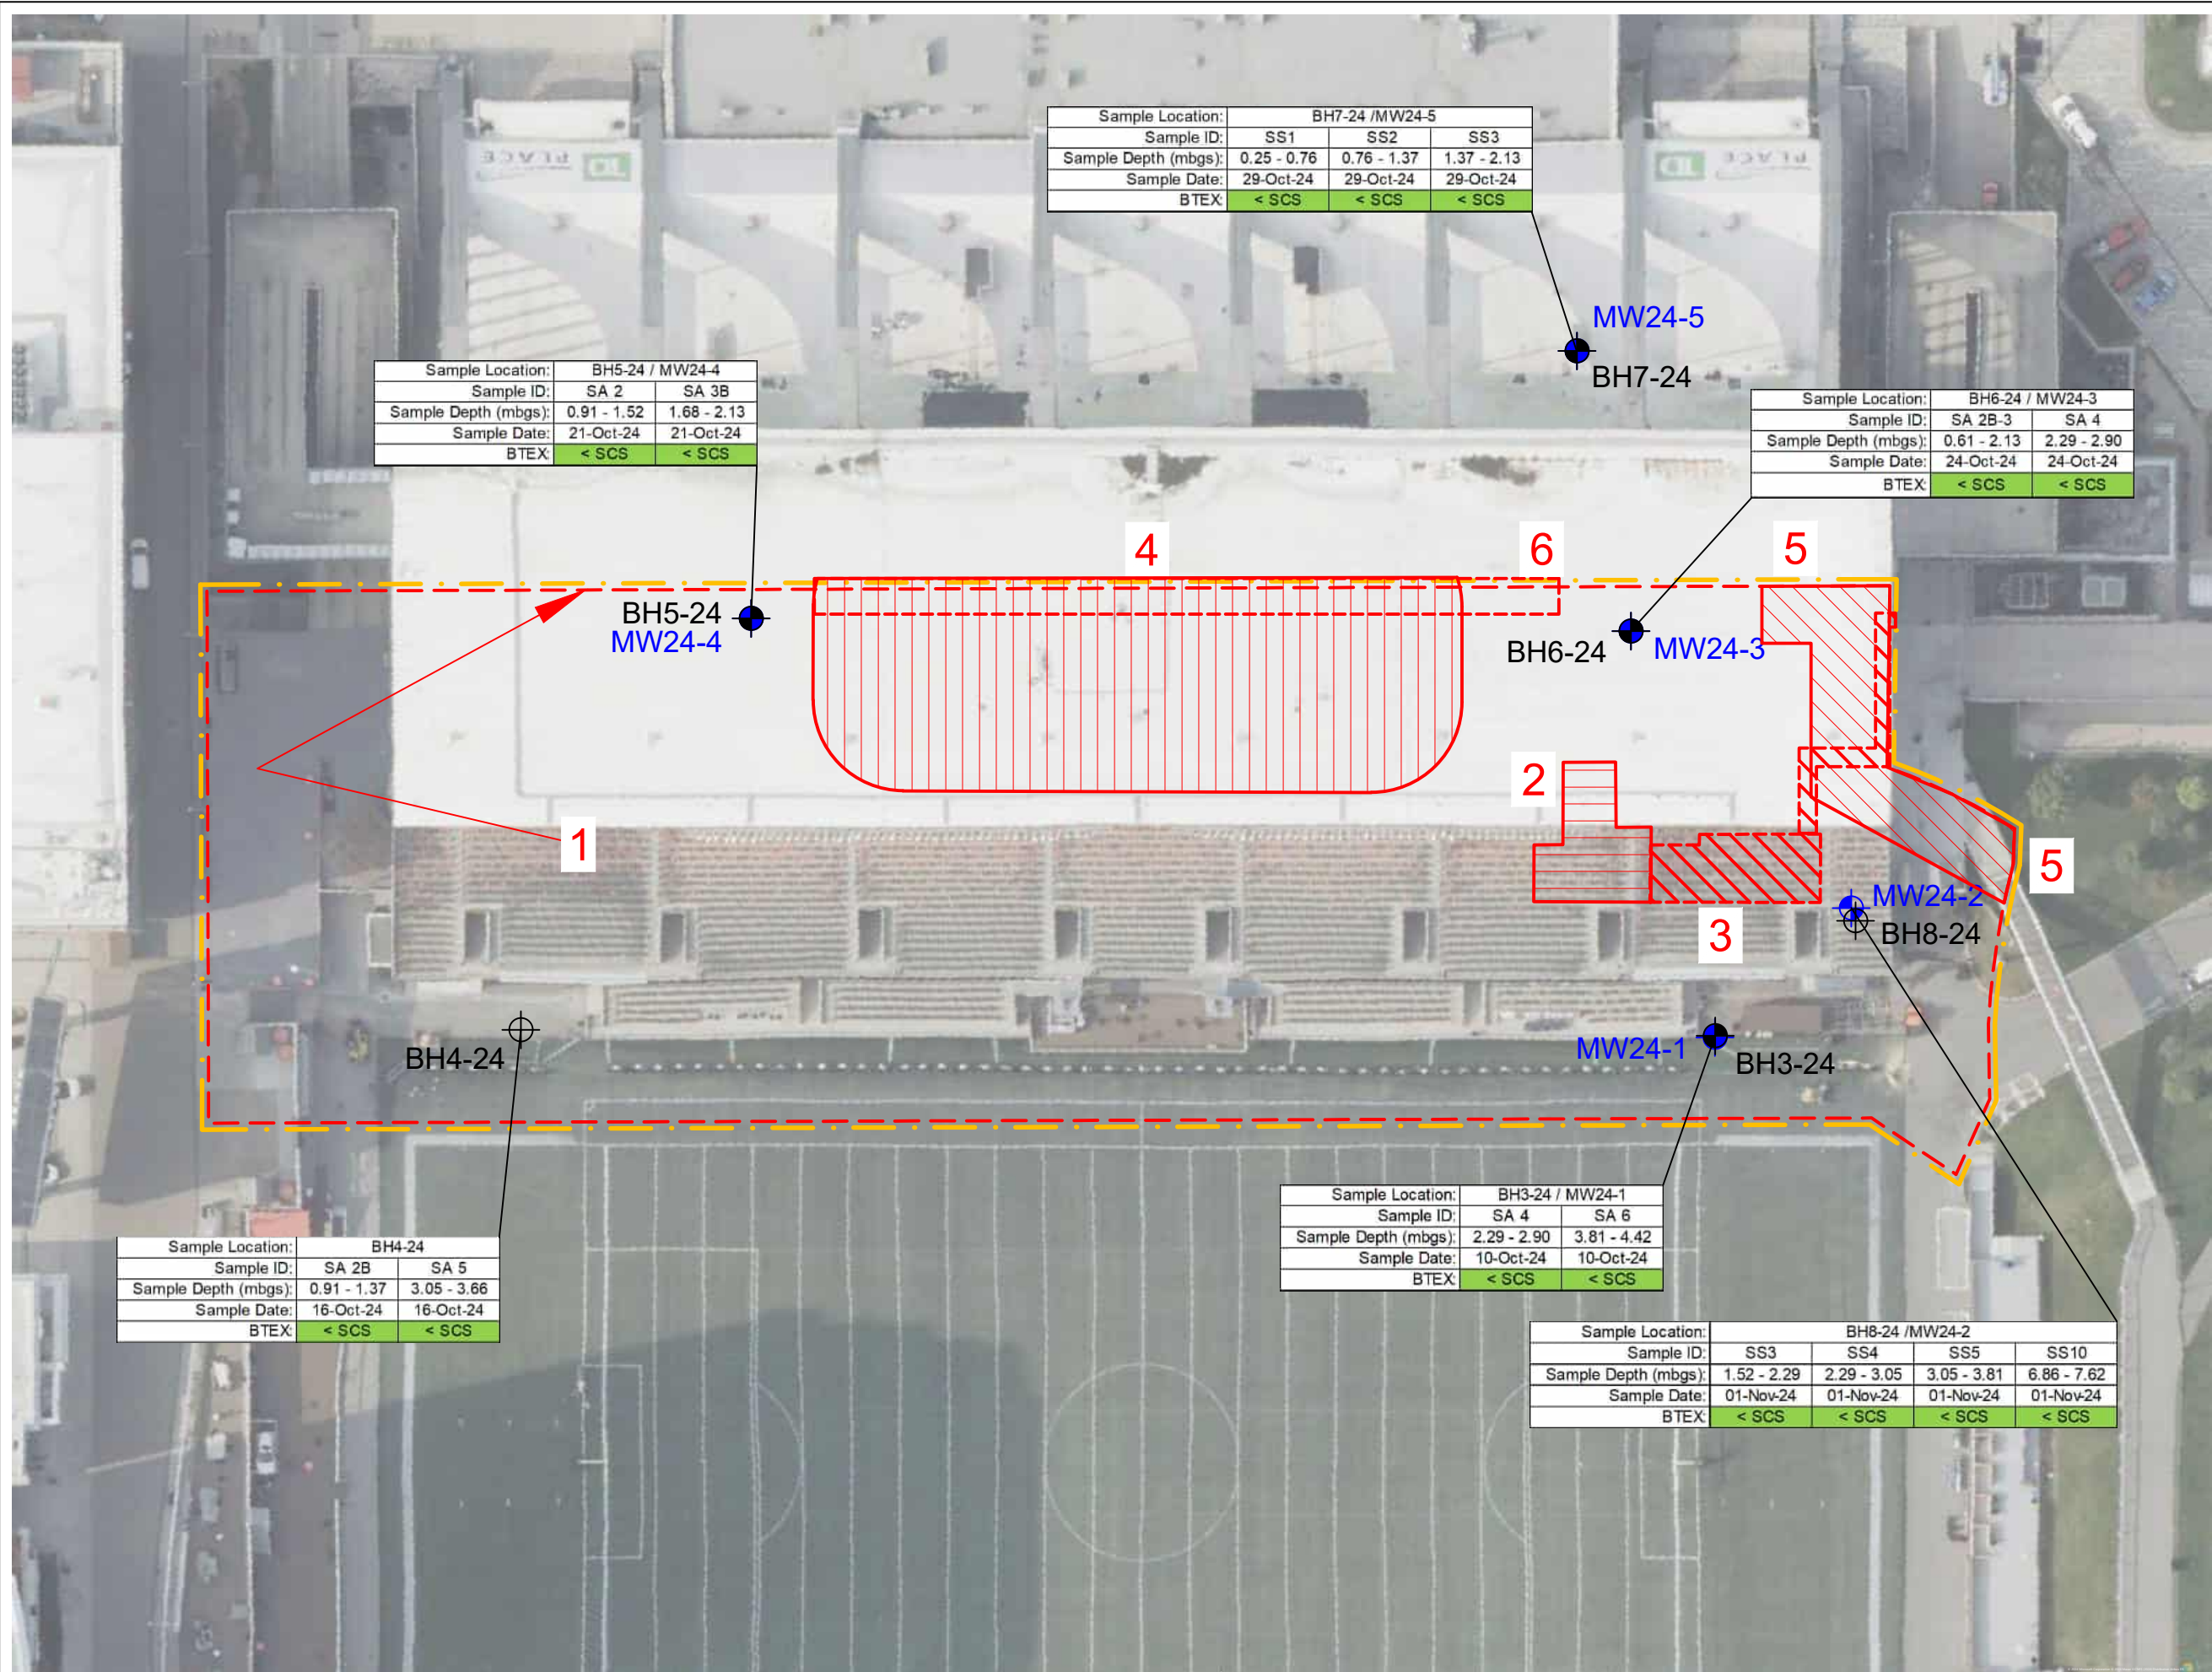 TD PLACE
TD PLACE
Sample Location: BH7-24 /MW24-5
Sample ID: SS1 SS2 SS3
Sample Depth (mbgs): 0.25 - 0.76 0.76 - 1.37 1.37 - 2.13
Sample Date: 29-Oct-24 29-Oct-24 29-Oct-24
BTEX: < SCS < SCS < SCS
MW24-5
BH7-24
Sample Location: BH5-24 / MW24-4
Sample ID: SA 2 SA 3B
Sample Depth (mbgs): 0.91 - 1.52 1.68 - 2.13
Sample Date: 21-Oct-24 21-Oct-24
BTEX: < SCS < SCS
Sample Location: BH6-24 / MW24-3
Sample ID: SA 2B-3 SA 4
Sample Depth (mbgs): 0.61 - 2.13 2.29 - 2.90
Sample Date: 24-Oct-24 24-Oct-24
BTEX: < SCS < SCS
4
6
5
BH5-24
MW24-4
BH6-24
MW24-3
2
1
5
MW24-2
BH8-24
3
BH4-24
MW24-1
BH3-24
Sample Location: BH3-24 / MW24-1
Sample ID: SA 4 SA 6
Sample Depth (mbgs): 2.29 - 2.90 3.81 - 4.42
Sample Date: 10-Oct-24 10-Oct-24
BTEX: < SCS < SCS
Sample Location: BH4-24
Sample ID: SA 2B SA 5
Sample Depth (mbgs): 0.91 - 1.37 3.05 - 3.66
Sample Date: 16-Oct-24 16-Oct-24
BTEX: < SCS < SCS
Sample Location: BH8-24 /MW24-2
Sample ID: SS3 SS4 SS5 SS10
Sample Depth (mbgs): 1.52 - 2.29 2.29 - 3.05 3.05 - 3.81 6.86 - 7.62
Sample Date: 01-Nov-24 01-Nov-24 01-Nov-24 01-Nov-24
BTEX: < SCS < SCS < SCS < SCS